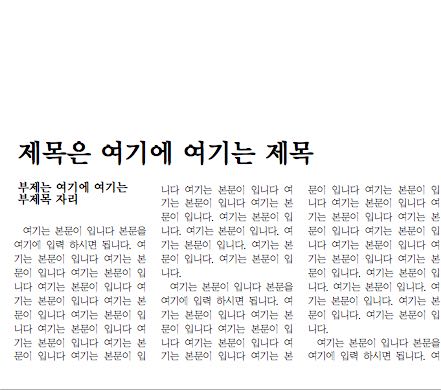 제목은 여기에 여기는 제목
부제는 여기에 여기는
부제목 자리
여기는 본문이 입니다 본문을
여기에 입력 하시면 됩니다. 여
기는 본문이 입니다 여기는 본
문이 입니다 여기는 본문이 입
니다 여기는 본문이 입니다 여
기는 본문이 입니다 여기는 본
문이 입니다 여기는 본문이 입
니다 여기는 본문이 입니다 여
기는 본문이 입니다 여기는 본
문이 입니다 여기는 본문이 입
니다 여기는 본문이 입니다 여
기는 본문이 입니다. 여기는 본
문이 입니다. 여기는 본문이 입
니다. 여기는 본문이 입니다. 여
기는 본문이 입니다. 여기는 본
문이 입니다. 여기는 본문이 입
니다.
여기는 본문이 입니다 본문을
여기에 입력 하시면 됩니다. 여
기는 본문이 입니다 여기는 본
문이 입니다 여기는 본문이 입
니다 여기는 본문이 입니다 여
기는 본문이 입니다 여기는 본
문이 입니다 여기는 본문이 입
니다 여기는 본문이 입니다 여
기는 본문이 입니다 여기는 본
문이 입니다 여기는 본문이 입
니다 여기는 본문이 입니다 여
기는 본문이 입니다. 여기는 본
문이 입니다. 여기는 본문이 입
니다. 여기는 본문이 입니다. 여
기는 본문이 입니다. 여기는 본
문이 입니다. 여기는 본문이 입
니다.
여기는 본문이 입니다 본문을
여기에 입력 하시면 됩니다. 여